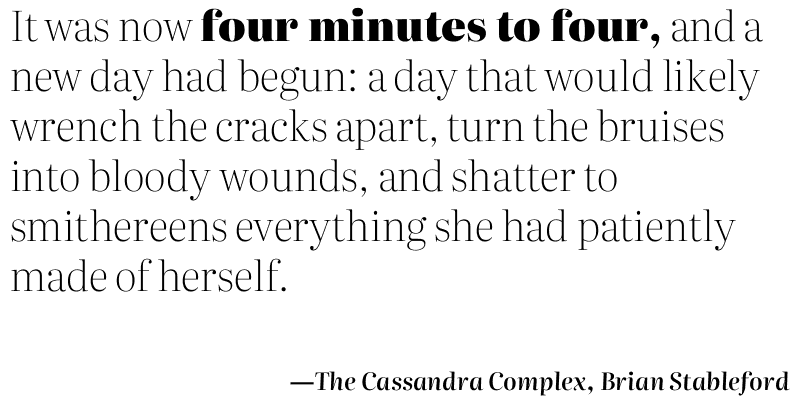 It was now four minutes to four, and a
new day had begun: a day that would likely
wrench the cracks apart, turn the bruises
into bloody wounds, and shatter to
smithereens everything she had patiently
made of herself.
—The Cassandra Complex, Brian Stableford